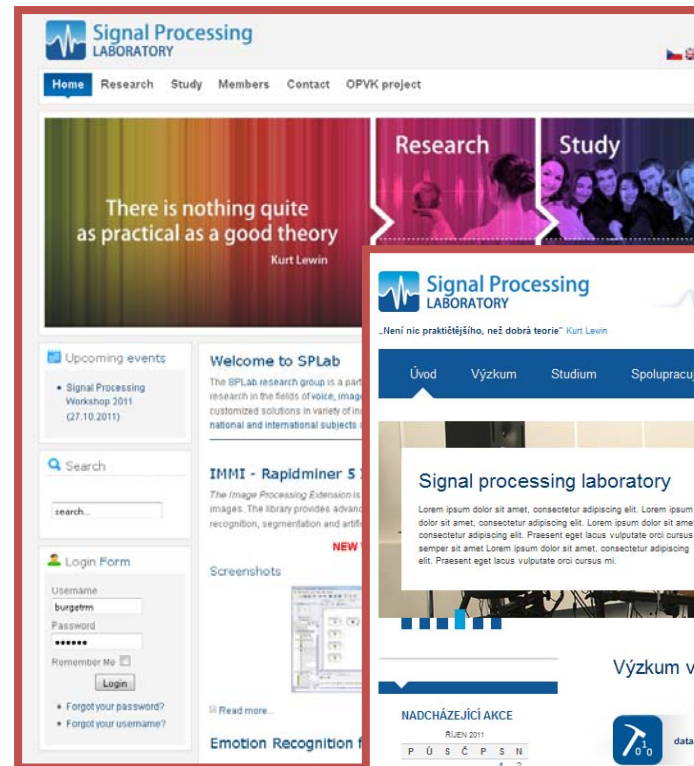 Signal Processing
LABORATORY
Home Research Study Members Contact OPVK project
There is nothing quite
as practical as a good theory
Kurt Lewin
Research
Study
Upcoming events
Signal Processing
Workshop 2011
(27.10.2011)
Search
search...
Login Form
Username
burgetrm
Password
••••••
Remember Me
Login
Forgot your password?
Forgot your username?
Welcome to SPLab
The SPLab research group is a part
research in the fields of voice, image
customized solutions in variety of in
national and international subjects
IMMI - Rapidminer 5
The Image Processing Extension is
images. The library provides advanc
recognition, segmentation and artifi
NEW
Screenshots
Read more...
Emotion Recognition f
Signal Processing
LABORATORY
„Není nic praktičtějšího, než dobrá teorie" Kurt Lewin
Úvod Výzkum Studium Spolupracuj
Signal processing laboratory
Lorem ipsum dolor sit amet, consectetur adipiscing elit. Lorem ipsum
dolor sit amet, consectetur adipiscing elit. Lorem ipsum dolor sit amet
consectetur adipiscing elit. Praesent eget lacus vulputate orci cursus
semper sit amet Lorem ipsum dolor sit amet, consectetur adipiscing
elit. Praesent eget lacus vulputate orci cursus mi.
Výzkum v
NADCHÁZEJÍCÍ AKCE
ŘÍJEN 2011
P Ú S Č P S N
1 2
data